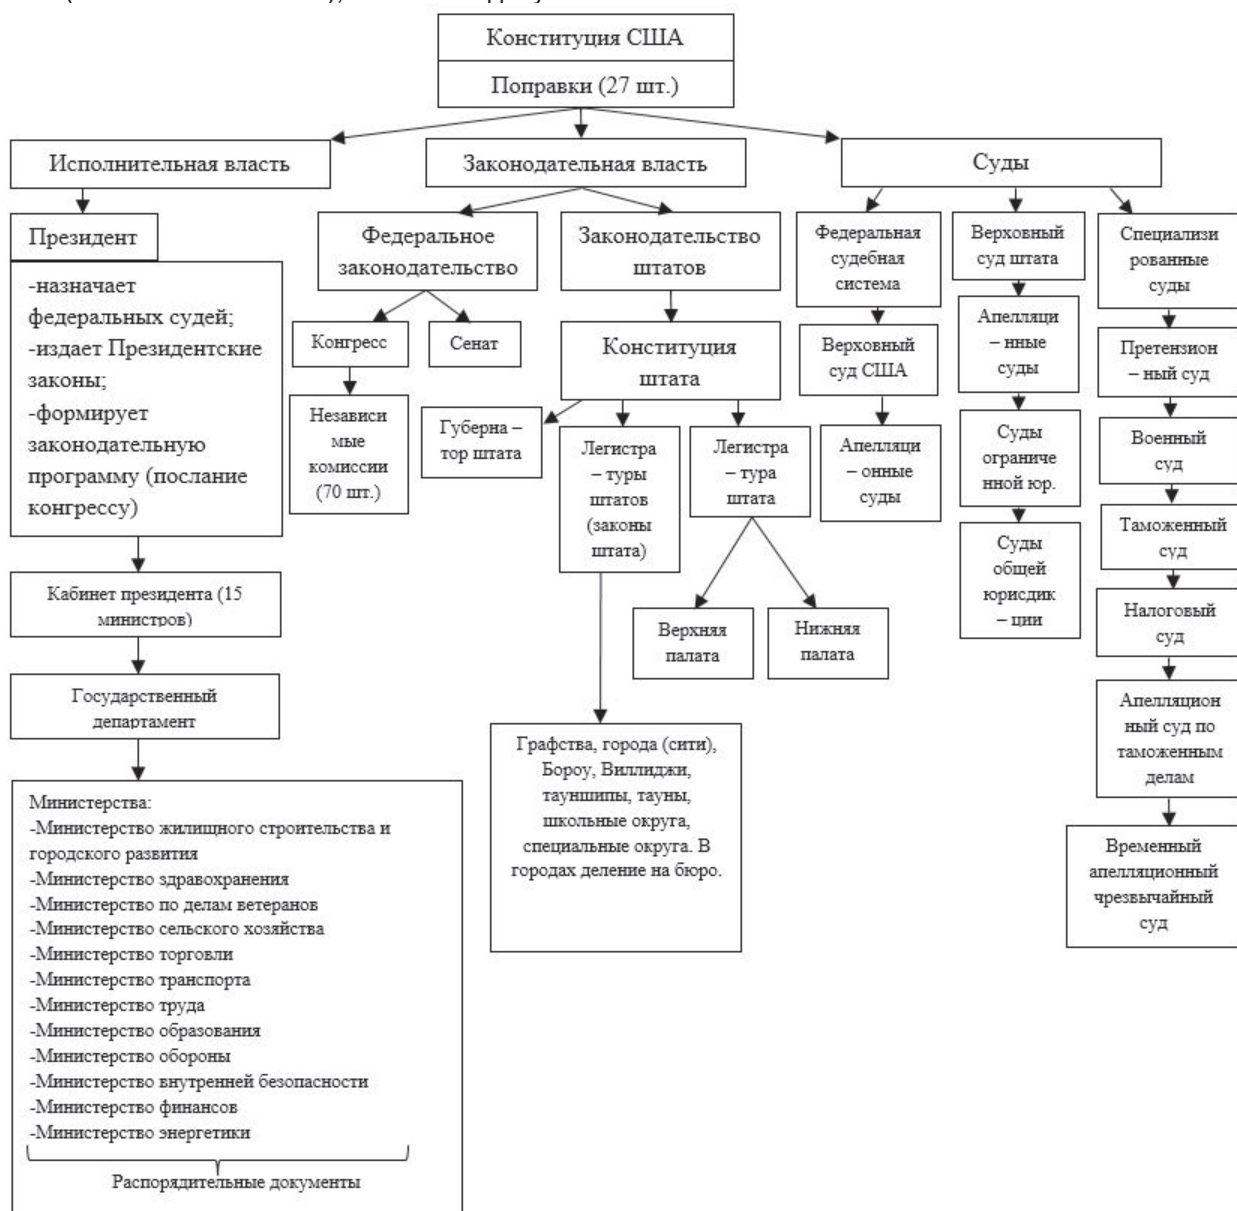 Конституция США
Поправки (27 шт.)
Исполнительная власть
Законодательная власть
Суды
Президент
-назначает
федеральных судей;
-издает Президентские
законы;
-формирует
законодательную
программу (послание
конгрессу)
Кабинет президента (15
министров)
Государственный
департамент
Министерства:
-Министерство жилищного строительства и
городского развития
-Министерство здравохранения
-Министерство по делам ветеранов
-Министерство сельского хозяйства
-Министерство торговли
-Министерство транспорта
-Министерство труда
-Министерство образования
-Министерство обороны
-Министерство внутренней безопасности
-Министерство финансов
-Министерство энергетики
Распорядительные документы
Федеральное
законодательство
Конгресс
Сенат
Независи
мые
комиссии
(70 шт.)
Законодательство
штатов
Конституция
штата
Губерна –
тор штата
Легистра
– туры
штатов
(законы
штата)
Легистра
– тура
штата
Верхняя
палата
Нижняя
палата
Графства, города (сити),
Бороу, Виллиджи,
тауншипы, тауны,
школьные округа,
специальные округа. В
городах деление на бюро.
Федеральная
судебная
система
Верховный
суд США
Апелляци
– онные
суды
Верховный
суд штата
Апелляци
– нные
суды
Суды
ограниче
нной юр.
Суды
общей
юрисдик
– ции
Специализи
рованные
суды
Претензион
– ный суд
Военный
суд
Таможенный
суд
Налоговый
суд
Апелляцион
ный суд по
таможенным
делам
Временный
апелляционный
чрезвычайный
суд